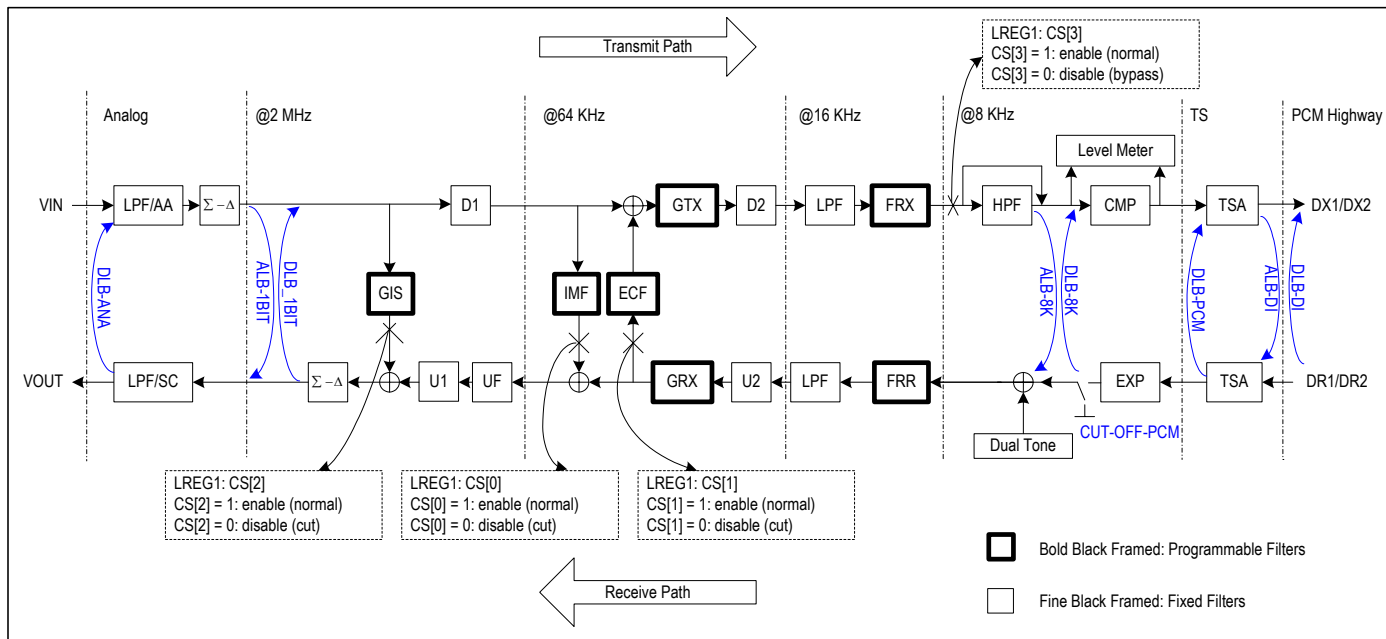 Transmit Path
LREG1: CS[3]
CS[3] = 1: enable (normal)
CS[3] = 0: disable (bypass)
Analog
@2 MHz
@64 KHz
@16 KHz
@8 KHz
TS
PCM Highway
Level Meter
VIN
LPF/AA
Σ−Δ
D1
GTX
D2
LPF
FRX
HPF
CMP
TSA
DX1/DX2
DLB-ANA
ALB-1BIT
DLB_1BIT
GIS
IMF
ECF
ALB-8K
DLB-8K
DLB-PCM
ALB-DI
DLB-DI
VOUT
LPF/SC
Σ−Δ
U1
UF
GRX
U2
LPF
FRR
EXP
TSA
DR1/DR2
CUT-OFF-PCM
Dual Tone
LREG1: CS[2]
CS[2] = 1: enable (normal)
CS[2] = 0: disable (cut)
LREG1: CS[0]
CS[0] = 1: enable (normal)
CS[0] = 0: disable (cut)
LREG1: CS[1]
CS[1] = 1: enable (normal)
CS[1] = 0: disable (cut)
Bold Black Framed: Programmable Filters
Receive Path
Fine Black Framed: Fixed Filters